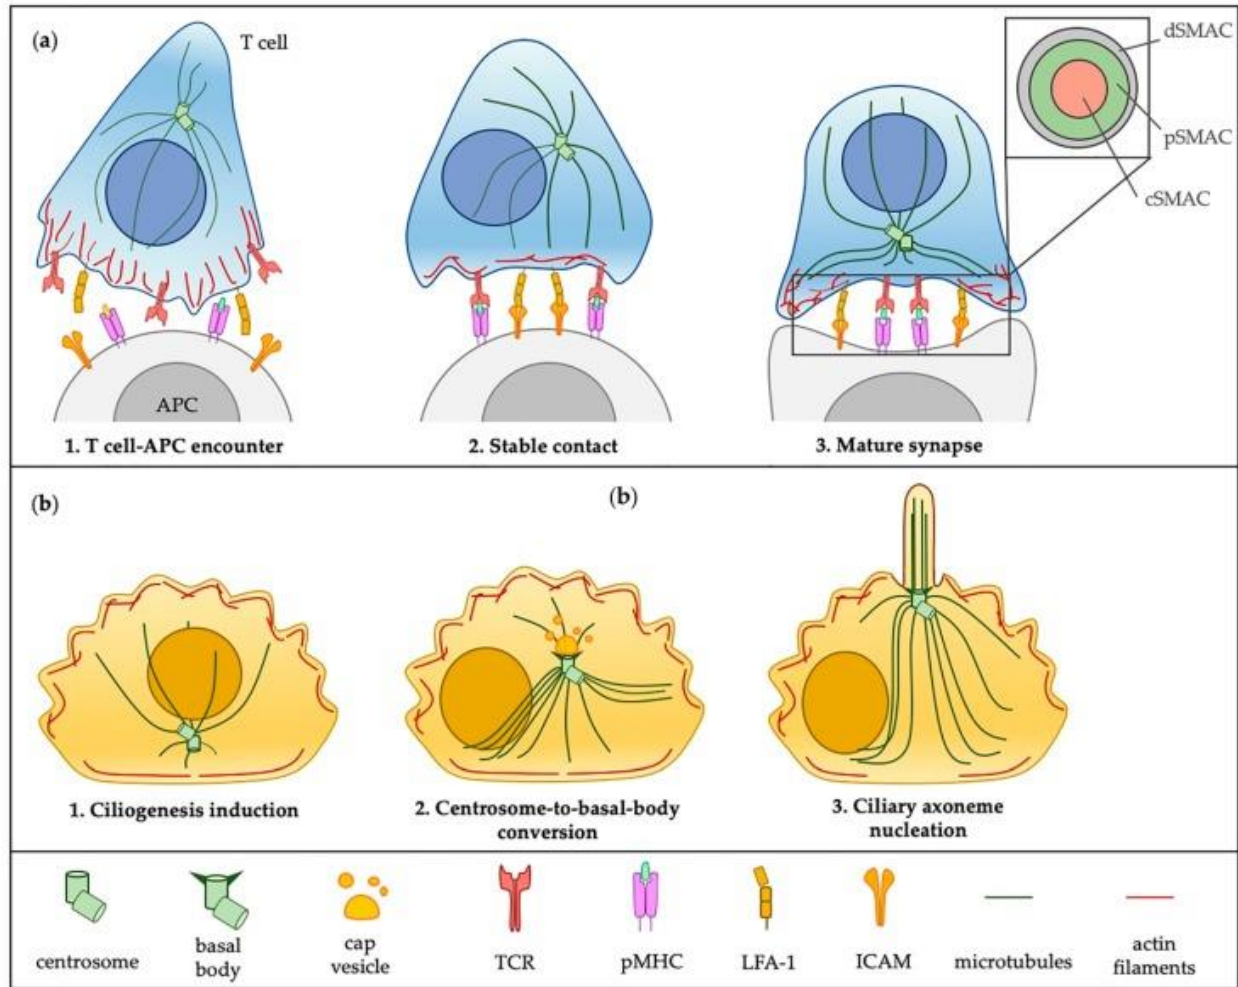 (a)
T cell
dSMAC
pSMAC
cSMAC
APC
1. T cell-APC encounter
2. Stable contact
3. Mature synapse
(b)
(b)
1. Ciliogenesis induction
2. Centrosome-to-basal-body
conversion
3. Ciliary axoneme
nucleation
centrosome
basal
body
cap
vesicle
TCR
pMHC
LFA-1
ICAM
microtubules
actin
filaments